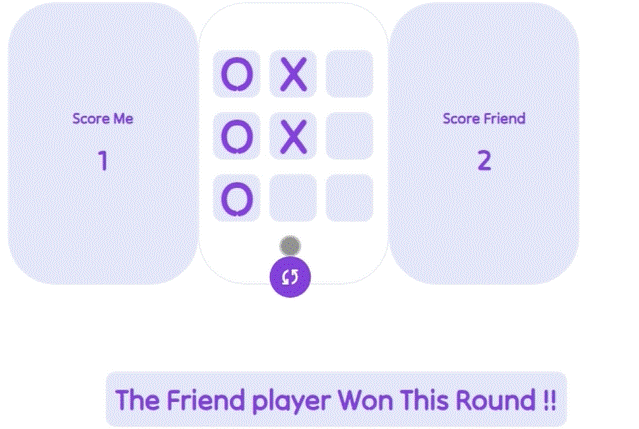 O X
Score Me
Score Friend
O X
1
2
O
The Friend player Won This Round !!